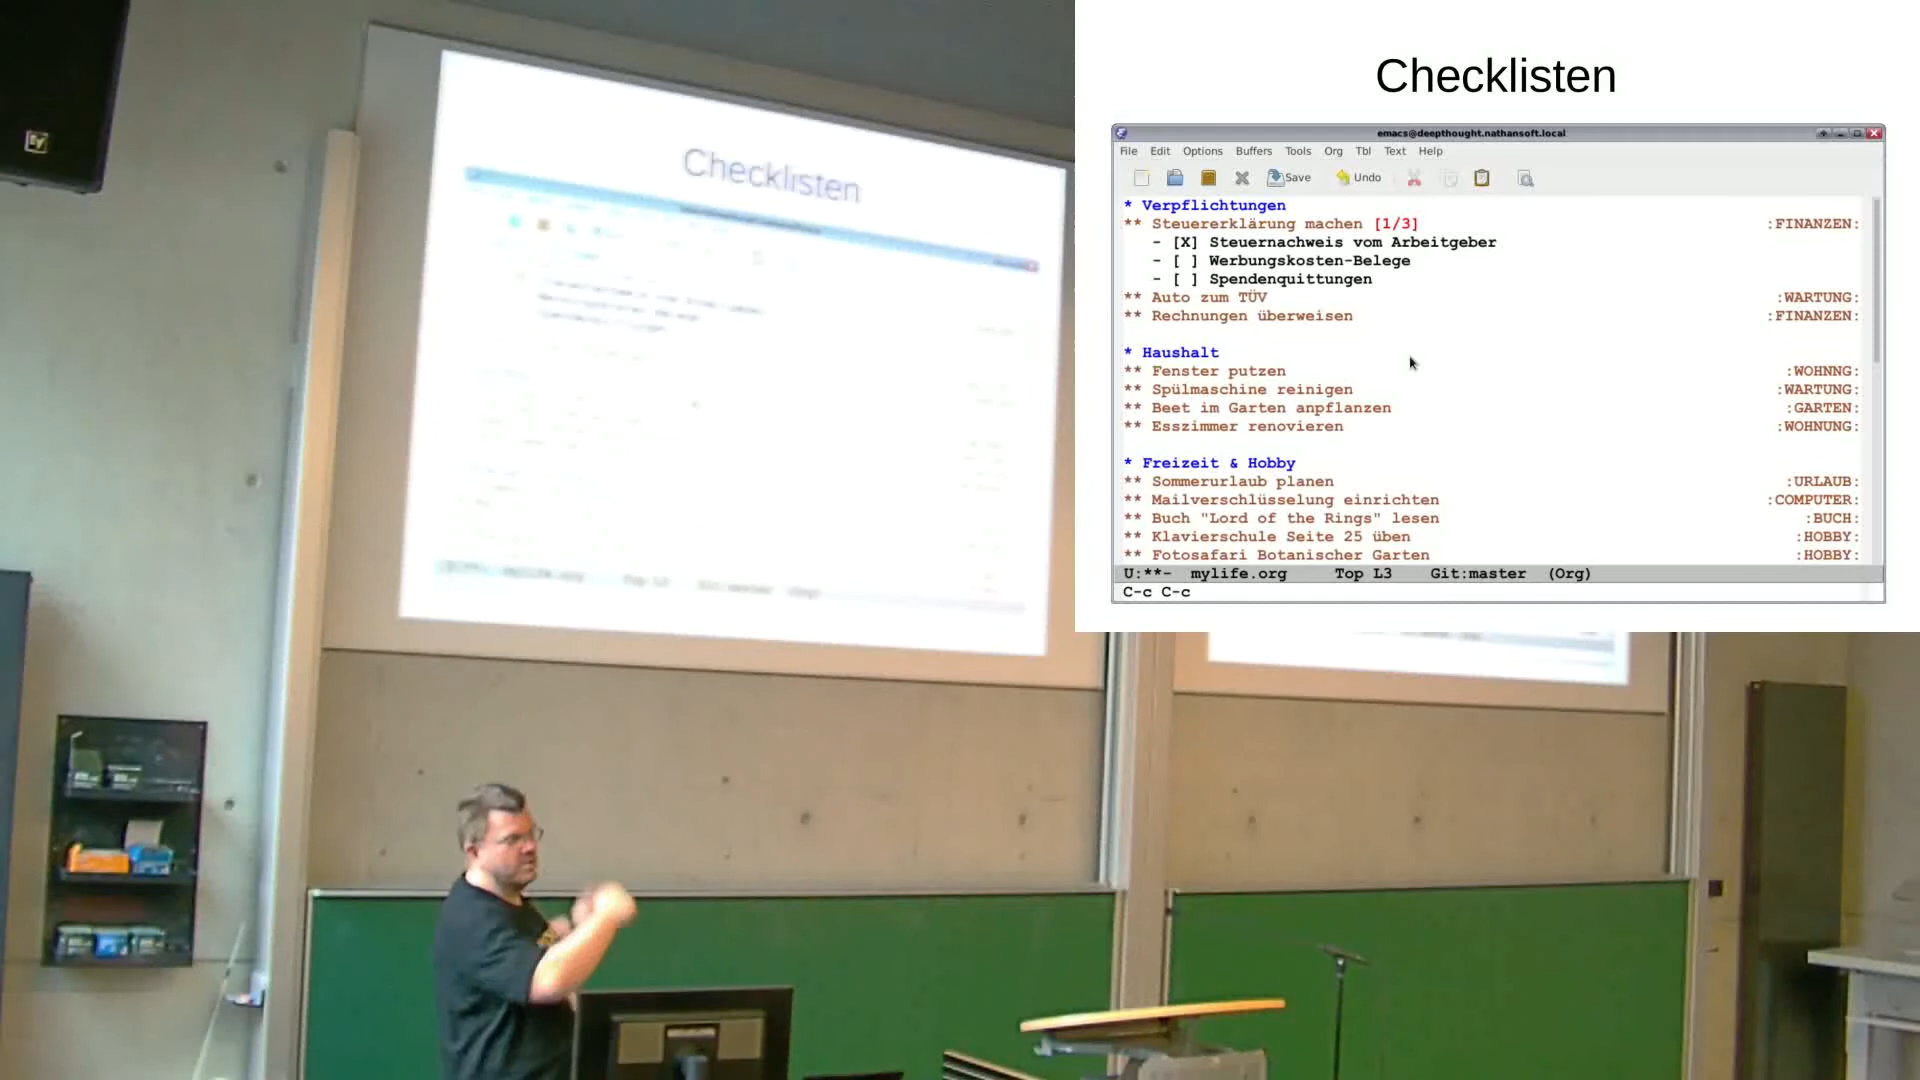 Checklisten
Checklisten
emacs@deepthought.nathansoft.local
File Edit Options Buffers Tools Org Tbl Text Help
Save Undo
* Verpflichtungen
** Steuererklärung machen [1/3] :FINANZEN:
- [X] Steuernachweis vom Arbeitgeber
- [ ] Werbungskosten-Belege
- [ ] Spendenquittungen
** Auto zum TÜV :WARTUNG:
** Rechnungen überweisen :FINANZEN:
* Haushalt
** Fenster putzen :WOHNNG:
** Spülmaschine reinigen :WARTUNG:
** Beet im Garten anpflanzen :GARTEN:
** Esszimmer renovieren :WOHNUNG:
* Freizeit & Hobby
** Sommerurlaub planen :URLAUB:
** Mailverschlüsselung einrichten :COMPUTER:
** Buch "Lord of the Rings" lesen :BUCH:
** Klavierschule Seite 25 üben :HOBBY:
** Fotosafari Botanischer Garten :HOBBY:
U:**- mylife.org Top L3 Git:master (Org)
C-c C-c